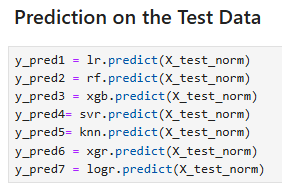 Prediction on the Test Data
y_pred1 = lr.predict(X_test_norm)
y_pred2 = rf.predict(X_test_norm)
y_pred3 = xgb.predict(X_test_norm)
y_pred4= svr.predict(X_test_norm)
y_pred5= knn.predict(X_test_norm)
y_pred6 = xgr.predict(X_test_norm)
y_pred7 = logr.predict(X_test_norm)